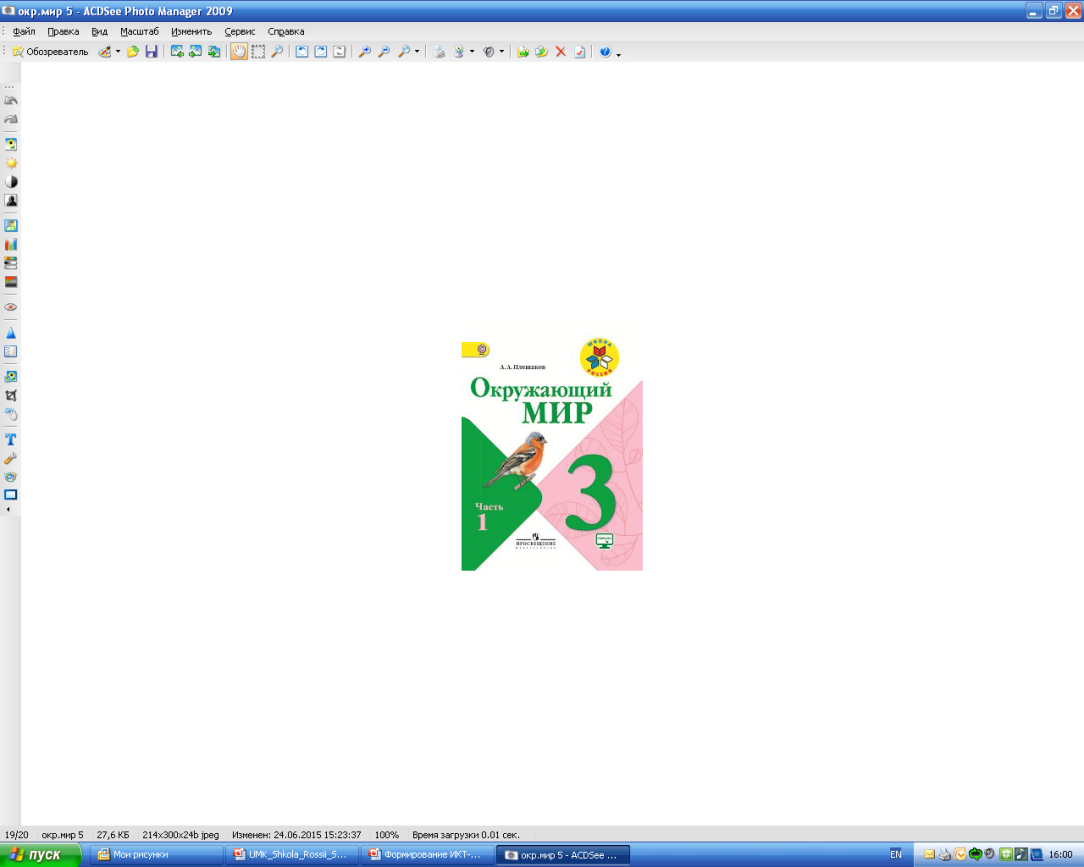 окр.мир 5 - ACDSee Photo Manager 2009
Файл Правка Вид Масштаб Изменить Сервис Справка
Обозреватель
ШКОЛА
РОССИИ
А.А.Плешаков
Окружающий
МИР
3
Часть
1
ПРОСВЕЩЕНИЕ
19/20 окр.мир 5 27,6 КБ 214x300x24b jpeg Изменен: 24.06.2015 15:23:37 100% Время загрузки 0.01 сек.
пуск Мои рисунки UMK_Shkola_Rossii_S... Формирование ИКТ-... окр.мир 5 - ACDSee ... EN 16:00